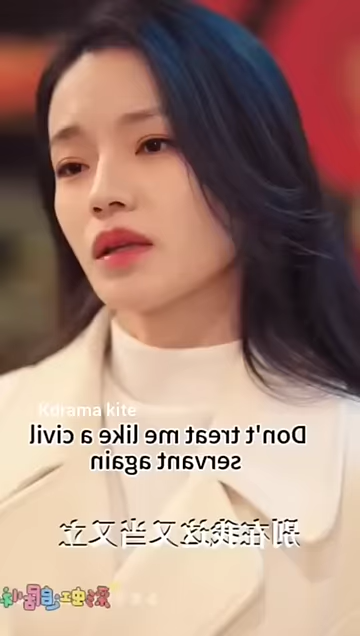 Kdrama kite
Don't treat me like a civil
servant again
别在我这又当又立